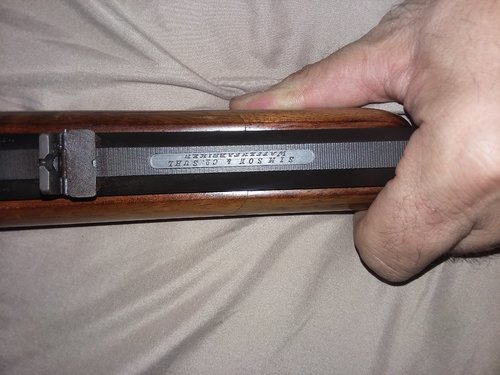 SIMSON & CO. SUHL
WAFFENFABRIKEN